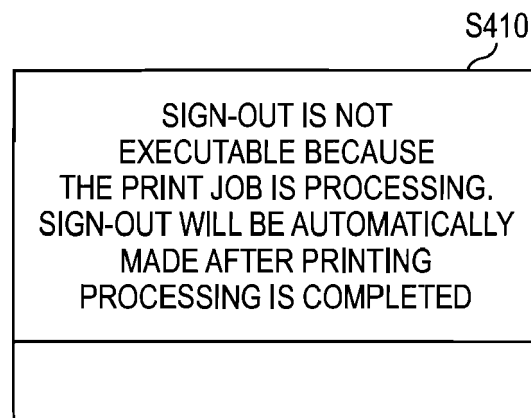 S410
SIGN-OUT IS NOT
EXECUTABLE BECAUSE
THE PRINT JOB IS PROCESSING.
SIGN-OUT WILL BE AUTOMATICALLY
MADE AFTER PRINTING
PROCESSING IS COMPLETED